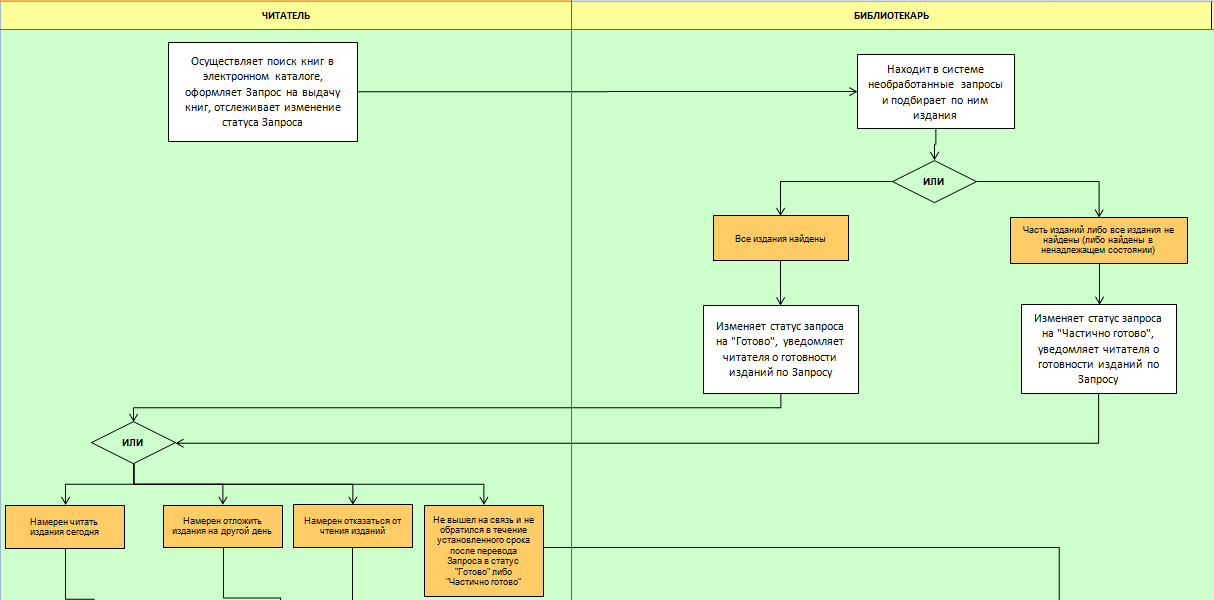 ЧИТАТЕЛЬ
БИБЛИОТЕКАРЬ
Осуществляет поиск книг в
электронном каталоге,
оформляет Запрос на выдачу
книг, отслеживает изменение
статуса Запроса
Находит в системе
необработанные запросы
и подбирает по ним
издания
ИЛИ
Все издания найдены
Часть изданий либо все издания не
найдены (либо найдены в
ненадлежащем состоянии)
Изменяет статус запроса
на "Готово", уведомляет
читателя о готовности
изданий по Запросу
Изменяет статус запроса
на "Частично готово",
уведомляет читателя о
готовности изданий по
Запросу
ИЛИ
Намерен читать
издания сегодня
Намерен отложить
издания на другой день
Намерен отказаться от
чтения изданий
Не вышел на связь и не
обратился в течение
установленного срока
после перевода
Запроса в статус
"Готово" либо
"Частично готово"